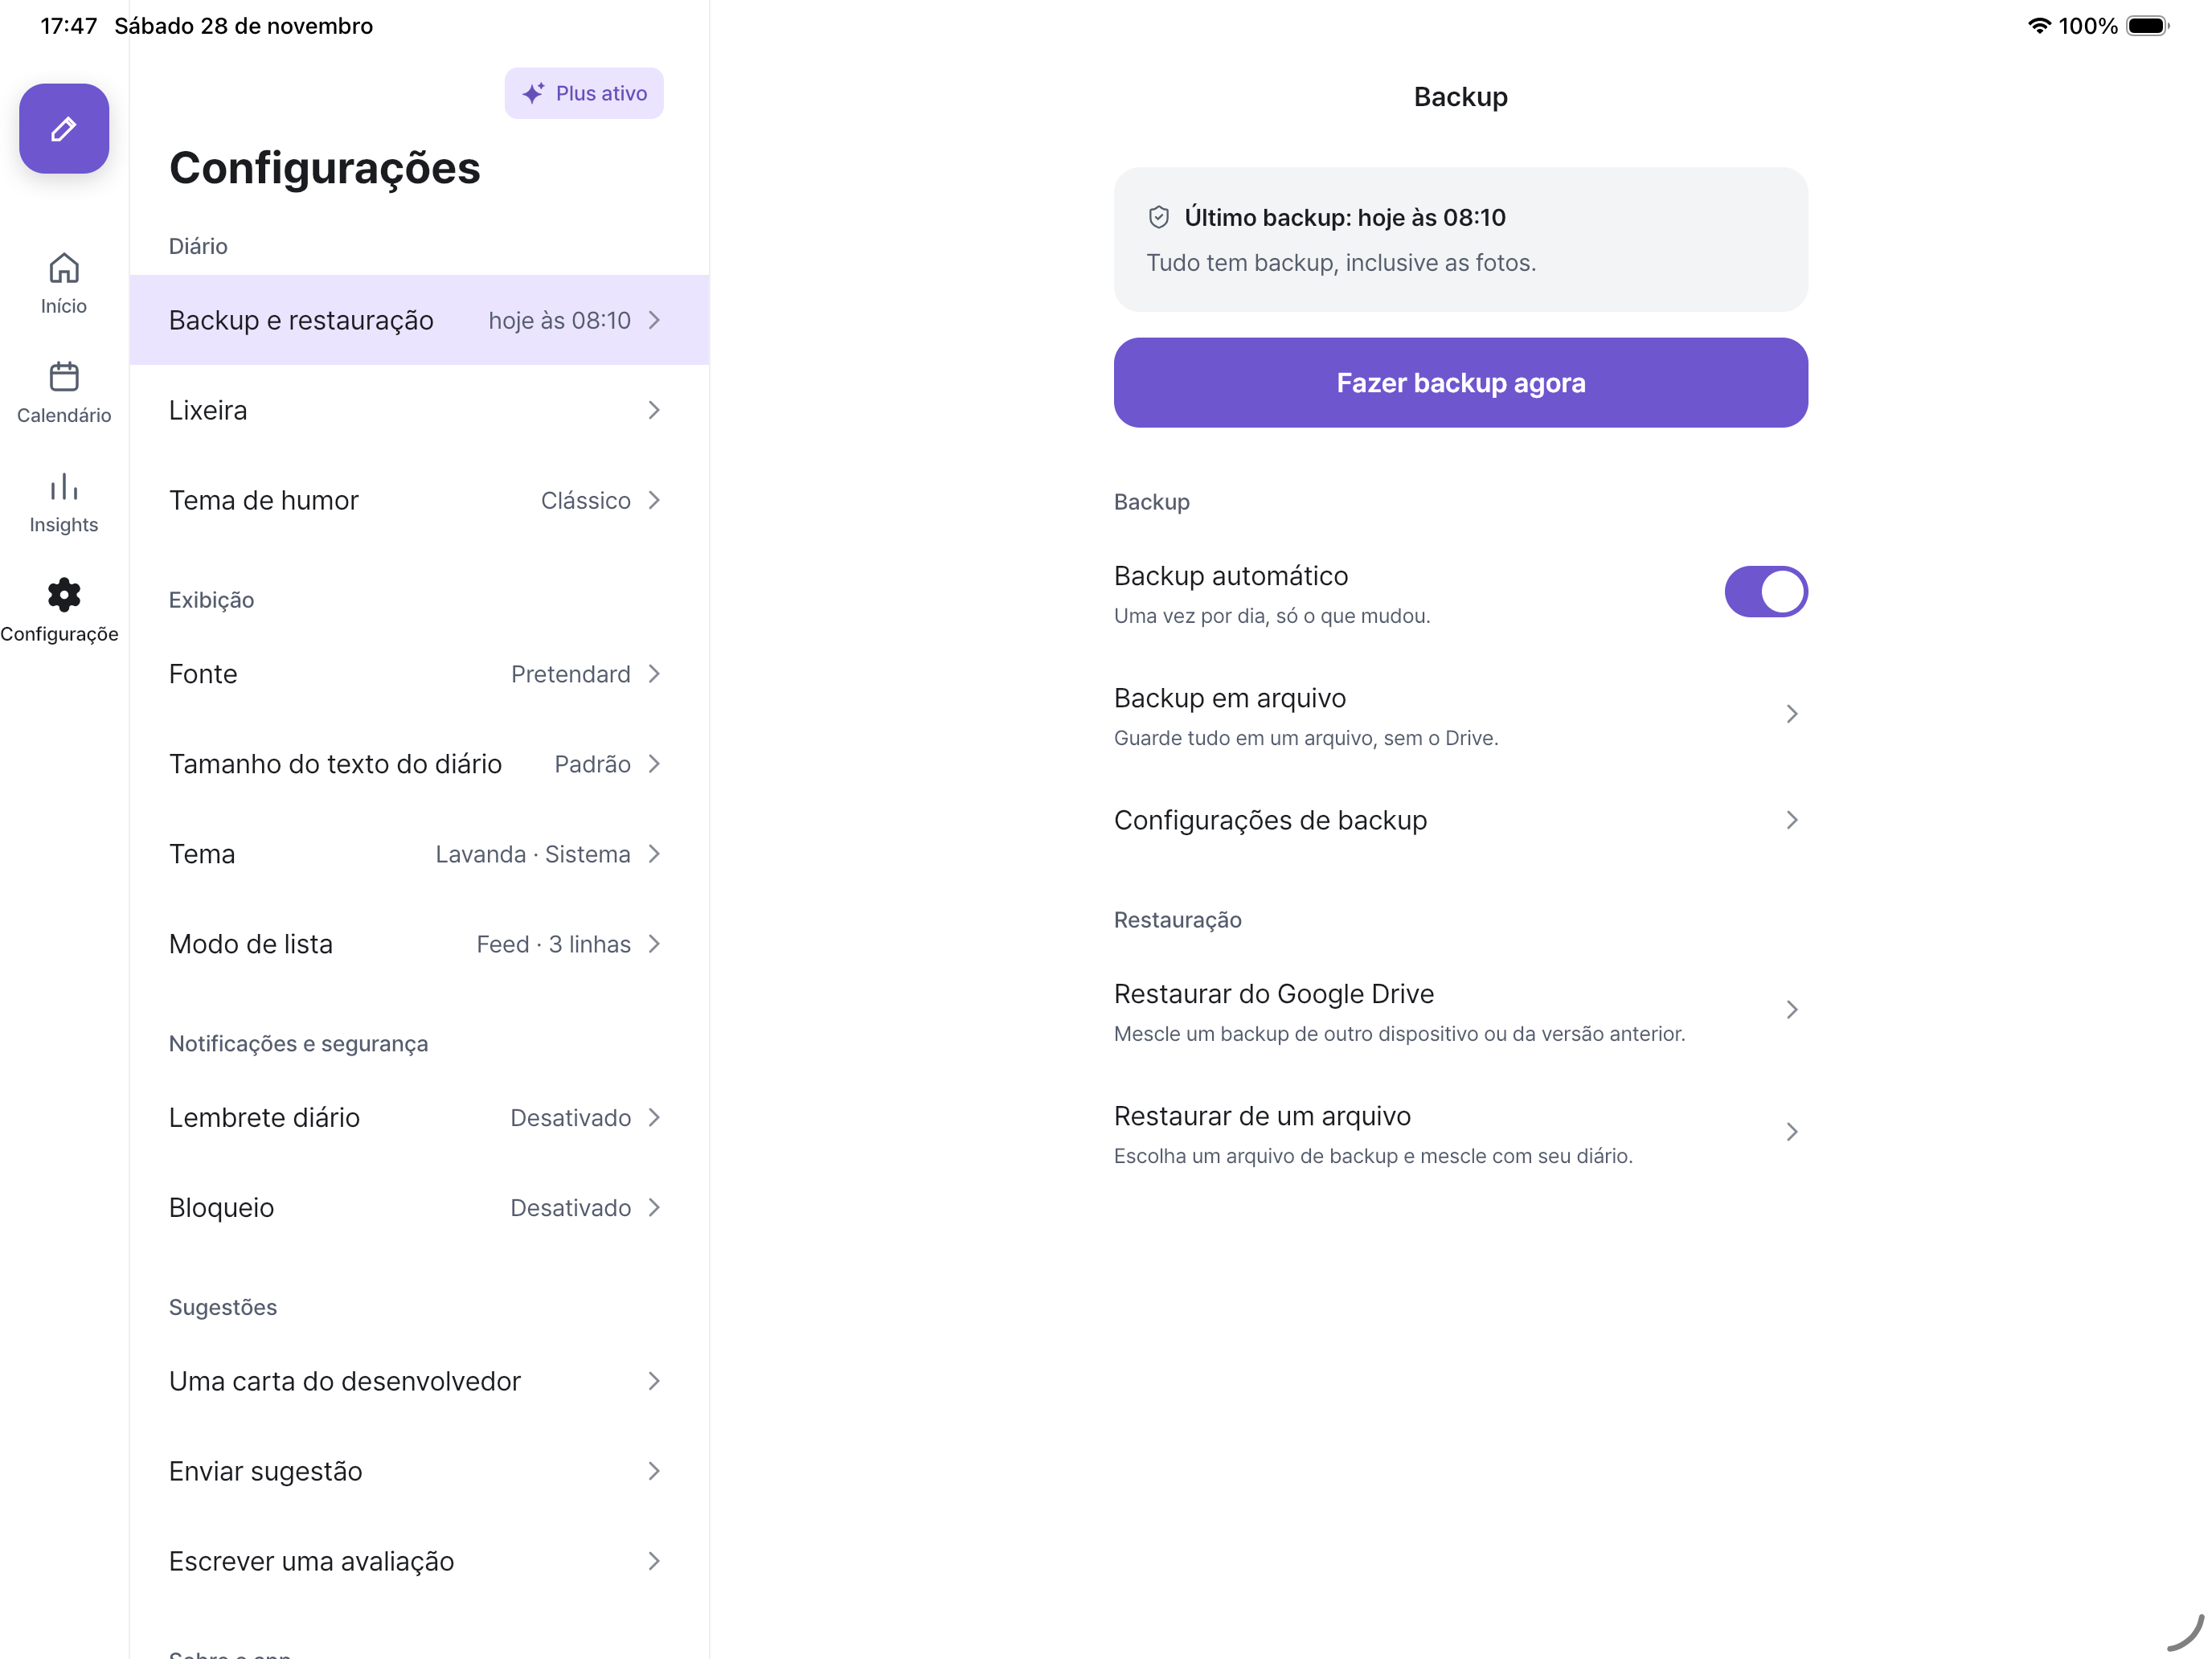 17:47 Sábado 28 de novembro
100%
Plus ativo
Configurações
Diário
Backup e restauração hoje às 08:10
Lixeira
Tema de humor Clássico
Exibição
Fonte Pretendard
Tamanho do texto do diário Padrão
Tema Lavanda · Sistema
Modo de lista Feed · 3 linhas
Notificações e segurança
Lembrete diário Desativado
Bloqueio Desativado
Sugestões
Uma carta do desenvolvedor
Enviar sugestão
Escrever uma avaliação
Início
Calendário
Insights
Configuraçõe
Backup
Último backup: hoje às 08:10
Tudo tem backup, inclusive as fotos.
Fazer backup agora
Backup
Backup automático
Uma vez por dia, só o que mudou.
Backup em arquivo
Guarde tudo em um arquivo, sem o Drive.
Configurações de backup
Restauração
Restaurar do Google Drive
Mescle um backup de outro dispositivo ou da versão anterior.
Restaurar de um arquivo
Escolha um arquivo de backup e mescle com seu diário.